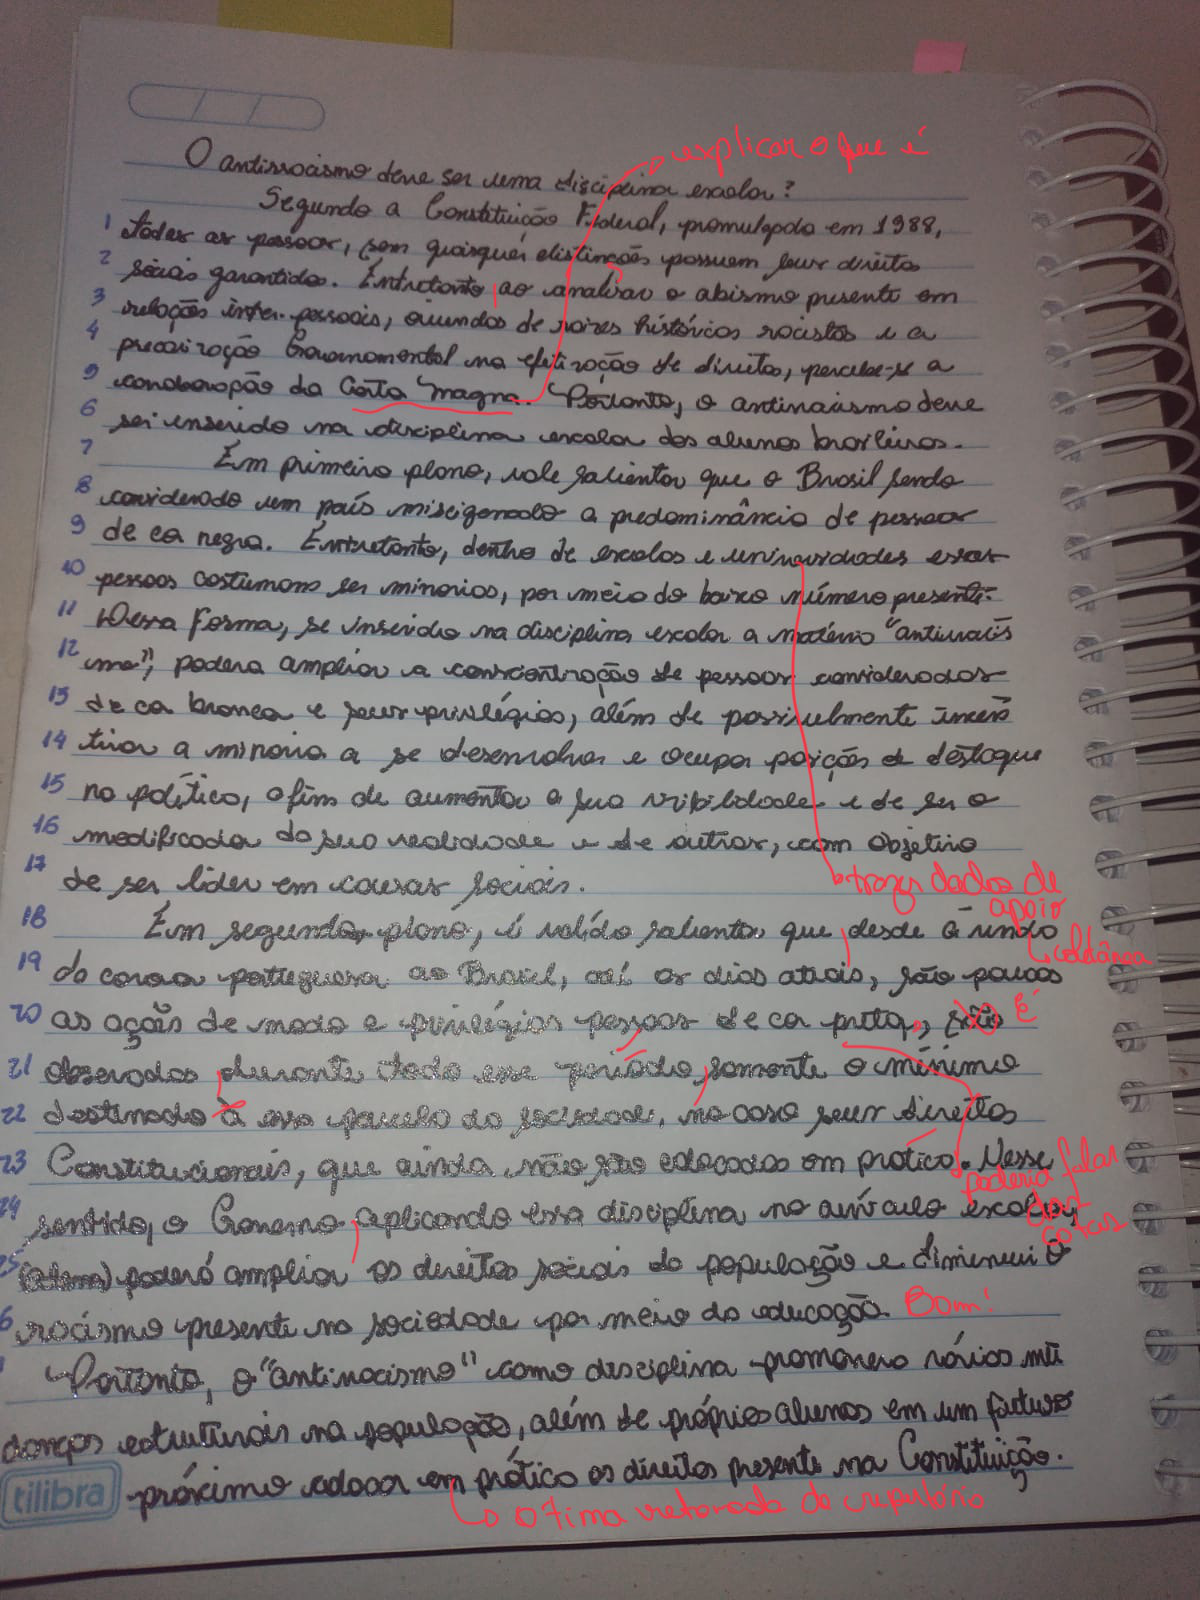 explicar o que é
O antirracismo deve ser uma disciplina escolar?
Segundo a Constituição Federal, promulgada em 1988,
1 todas as pessoas, sem quaisquer distinções possuem seus direitos
2 sociais garantidos. Entretanto ao analisar o abismo presente em
3 relações inter-pessoais, oriundos de raizes históricas racistas e a
4 precarização Governamental na efetivação de direitos, percebe-se a
5 corroboração da Carta Magna. Portanto, o antirracismo deve
6 ser inserido na disciplina escolar dos alunos brasileiros.
7 Em primeiro plano, vale salientar que o Brasil sendo
8 considerado um país miscigenado a predominância de pessoas
9 de cor negra. Entretanto, dentro de escolas e universidades essas
10 pessoas costumam ser minorias, por meio do baixo número presente.
11 Dessa Forma, se inserido na disciplina escolar a matéria "antirracis
12 mo", poderá ampliar a conscientização de pessoas consideradas
13 de cor branca e seus privilégios, além de possivelmente incen
14 tivar a minoria a se desenvolver e ocupar posições de destaque
15 na política, afim de aumentar a sua visibilidade e de ser o
16 modificador da sua realidade e de outras, com objetivo
17 de ser líder em causas sociais.
trazer dados de
apoio
18 Em segundo plano, é valido salientar que desde a vinda
coletânea
19 da coroa portuguesa ao Brasil, até os dias atuais, são poucas
20 as ações de modo a privilégios pessoas de cor preta, são É
21 observados durante todo esse período somente o mínimo
22 destinado à essa parcela da sociedade, no caso seus direitos
23 Constitucionais, que ainda não são colocados em prática. Nesse
poderia falar
24 sentido, o Governo aplicando essa disciplina no currículo escolar,
das
cotas
25 poderá ampliar os direitos sociais da população e diminuir o
6 racismo presente na sociedade por meio da educação. Bom!
Portanto, o "antirracismo" como disciplina promoverá vários mu
danças estruturais na população, além de próprios alunos em um futuro
tilibra próximo colocar em prática os direitos presente na Constituição.
Otima retomada do repertório